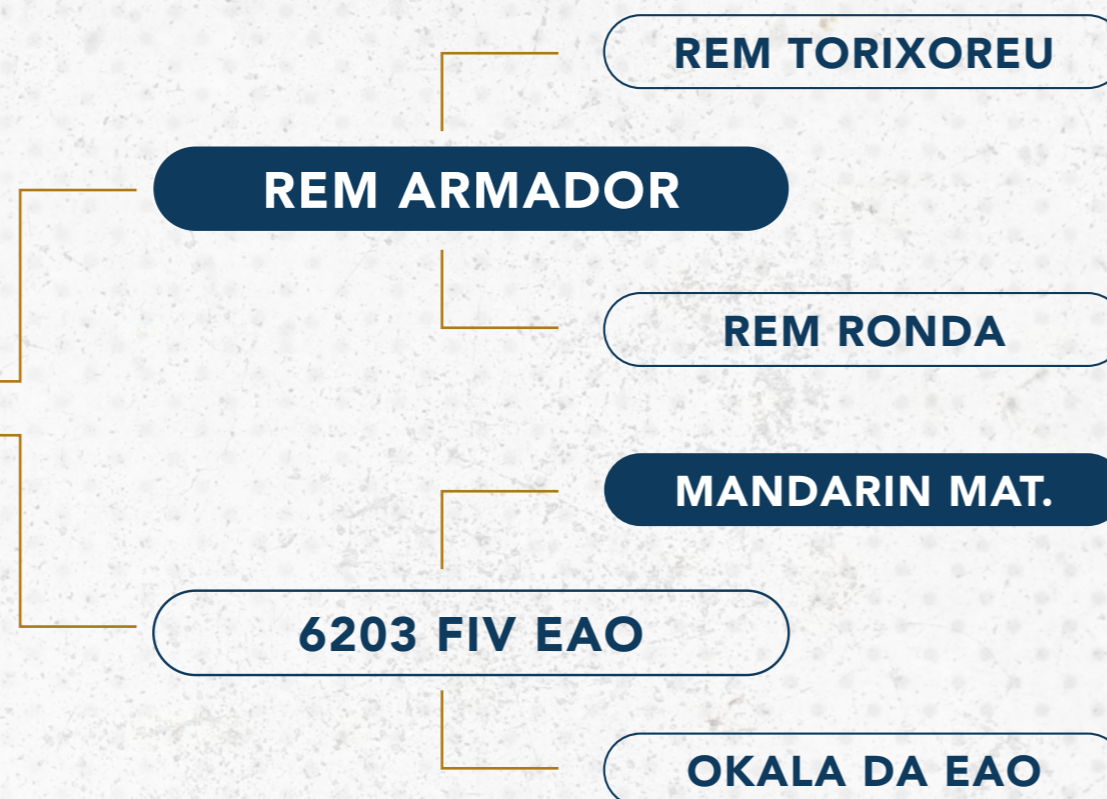 REM TORIXOREU
REM ARMADOR
REM RONDA
MANDARIN MAT.
6203 FIV EAO
OKALA DA EAO